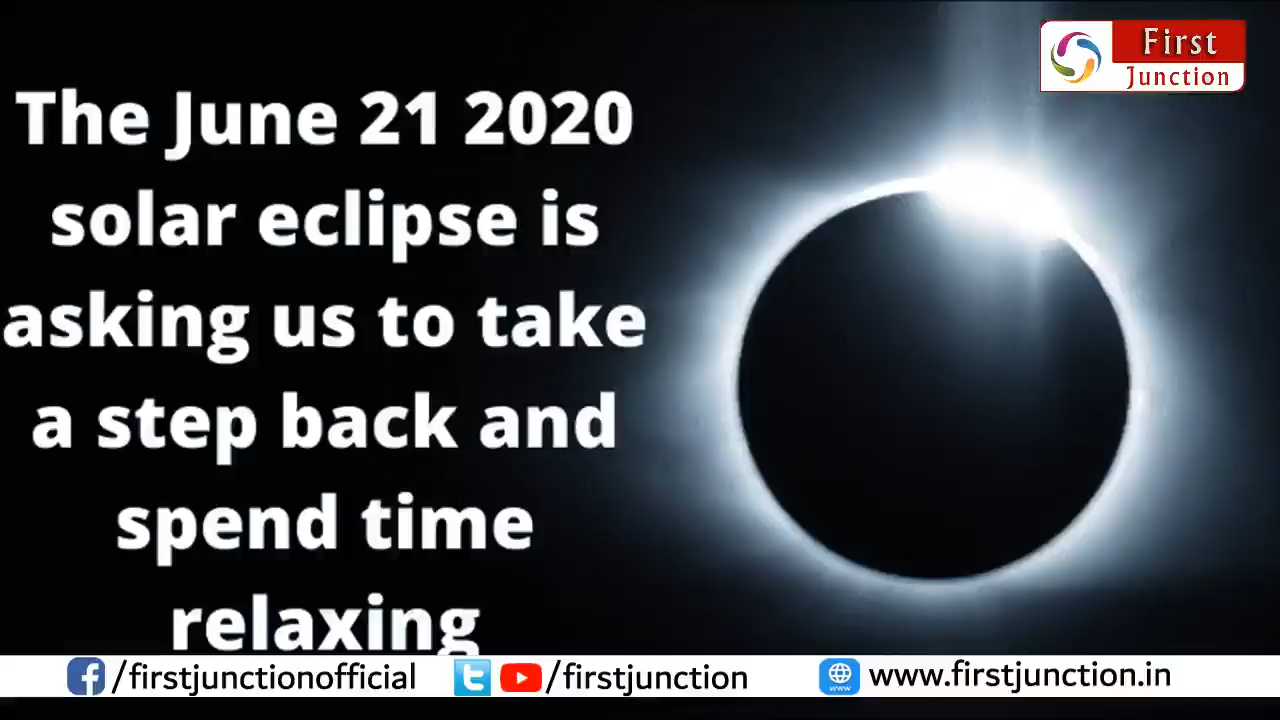 First
Junction
The June 21 2020
solar eclipse is
asking us to take
a step back and
spend time
relaxing
/firstjunctionofficial
/firstjunction
www.firstjunction.in
www